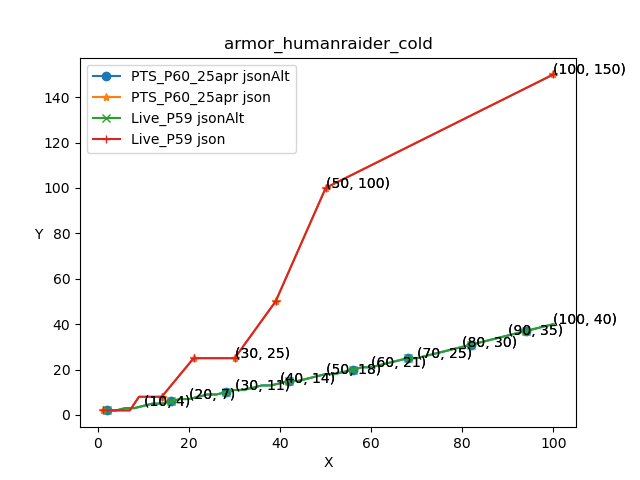 armor_humanraider_cold
PTS_P60_25apr jsonAlt
PTS_P60_25apr json
Live_P59 jsonAlt
Live_P59 json
(100, 150)
(50, 100)
(30, 25)
(10, 4)
(20, 7)
(30, 11)
(40, 14)
(50, 18)
(60, 21)
(70, 25)
(80, 30)
(90, 35)
(100, 40)
Y
140
120
100
80
60
40
20
0
0 20 40 60 80 100
X